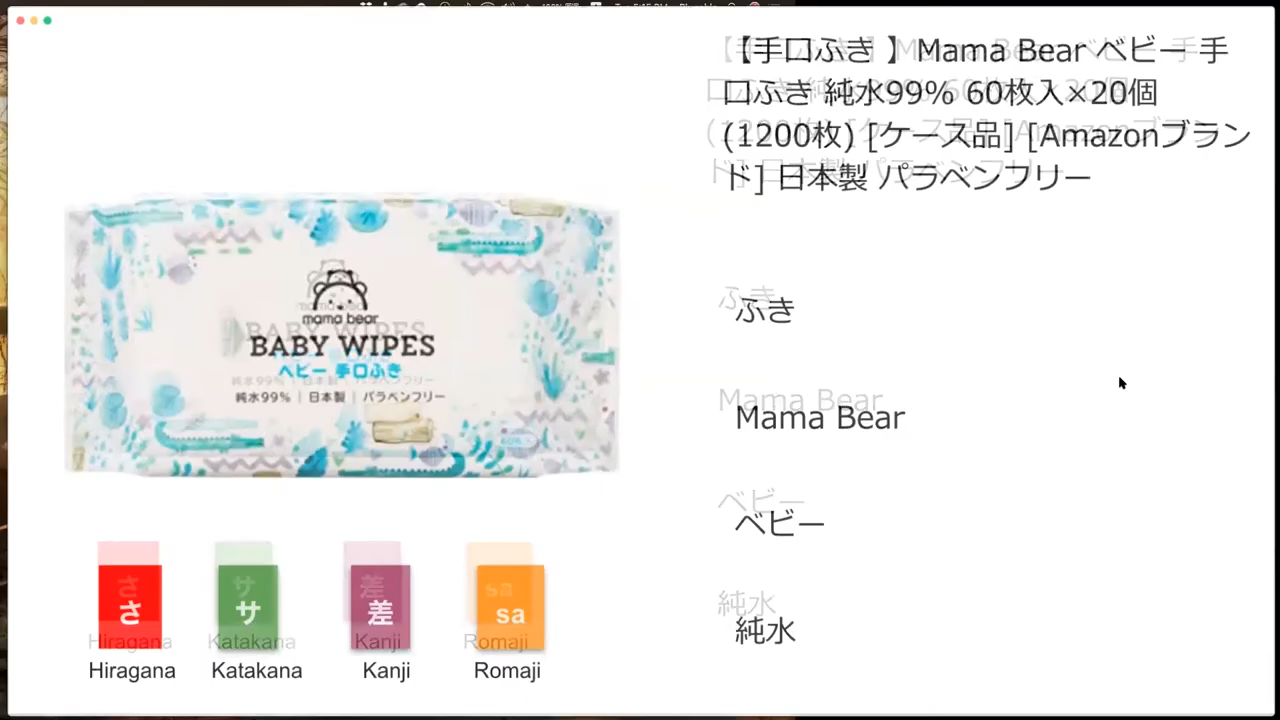 【手口ふき 】Mama Bear ベビー 手
口ふき 純水99% 60枚入×20個
(1200枚) [ケース品] [Amazonブラン
ド] 日本製 パラベンフリー
mama bear
BABY WIPES
ベビー 手口ふき
純水99% | 日本製 | パラベンフリー
ふき
Mama Bear
ベビー
純水
さ サ 差 sa
Hiragana Katakana Kanji Romaji